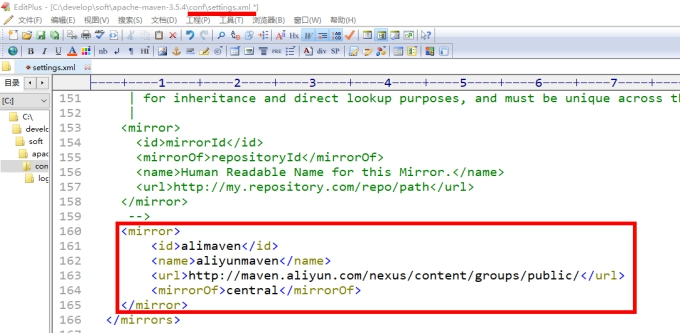 EditPlus - [C:\develop\soft\apache-maven-3.5.4\conf\settings.xml *]
文件(F) 编辑(E) 视图(V) 搜索(S) 文档(D) 工程(P) 工具(T) 浏览器(B) 窗口(W) 帮助(H)
settings.xml
目录
[C:]
C:\
develo
soft
apac
con
log
----+----1----+----2----+----3----+----4----+----5----+----6----+----7----
151 | for inheritance and direct lookup purposes, and must be unique across th
152 |
153 <mirror>
154 <id>mirrorId</id>
155 <mirrorOf>repositoryId</mirrorOf>
156 <name>Human Readable Name for this Mirror.</name>
157 <url>http://my.repository.com/repo/path</url>
158 </mirror>
159 -->
160 <mirror>
161 <id>alimaven</id>
162 <name>aliyunmaven</name>
163 <url>http://maven.aliyun.com/nexus/content/groups/public/</url>
164 <mirrorOf>central</mirrorOf>
165 </mirror>
166 </mirrors>